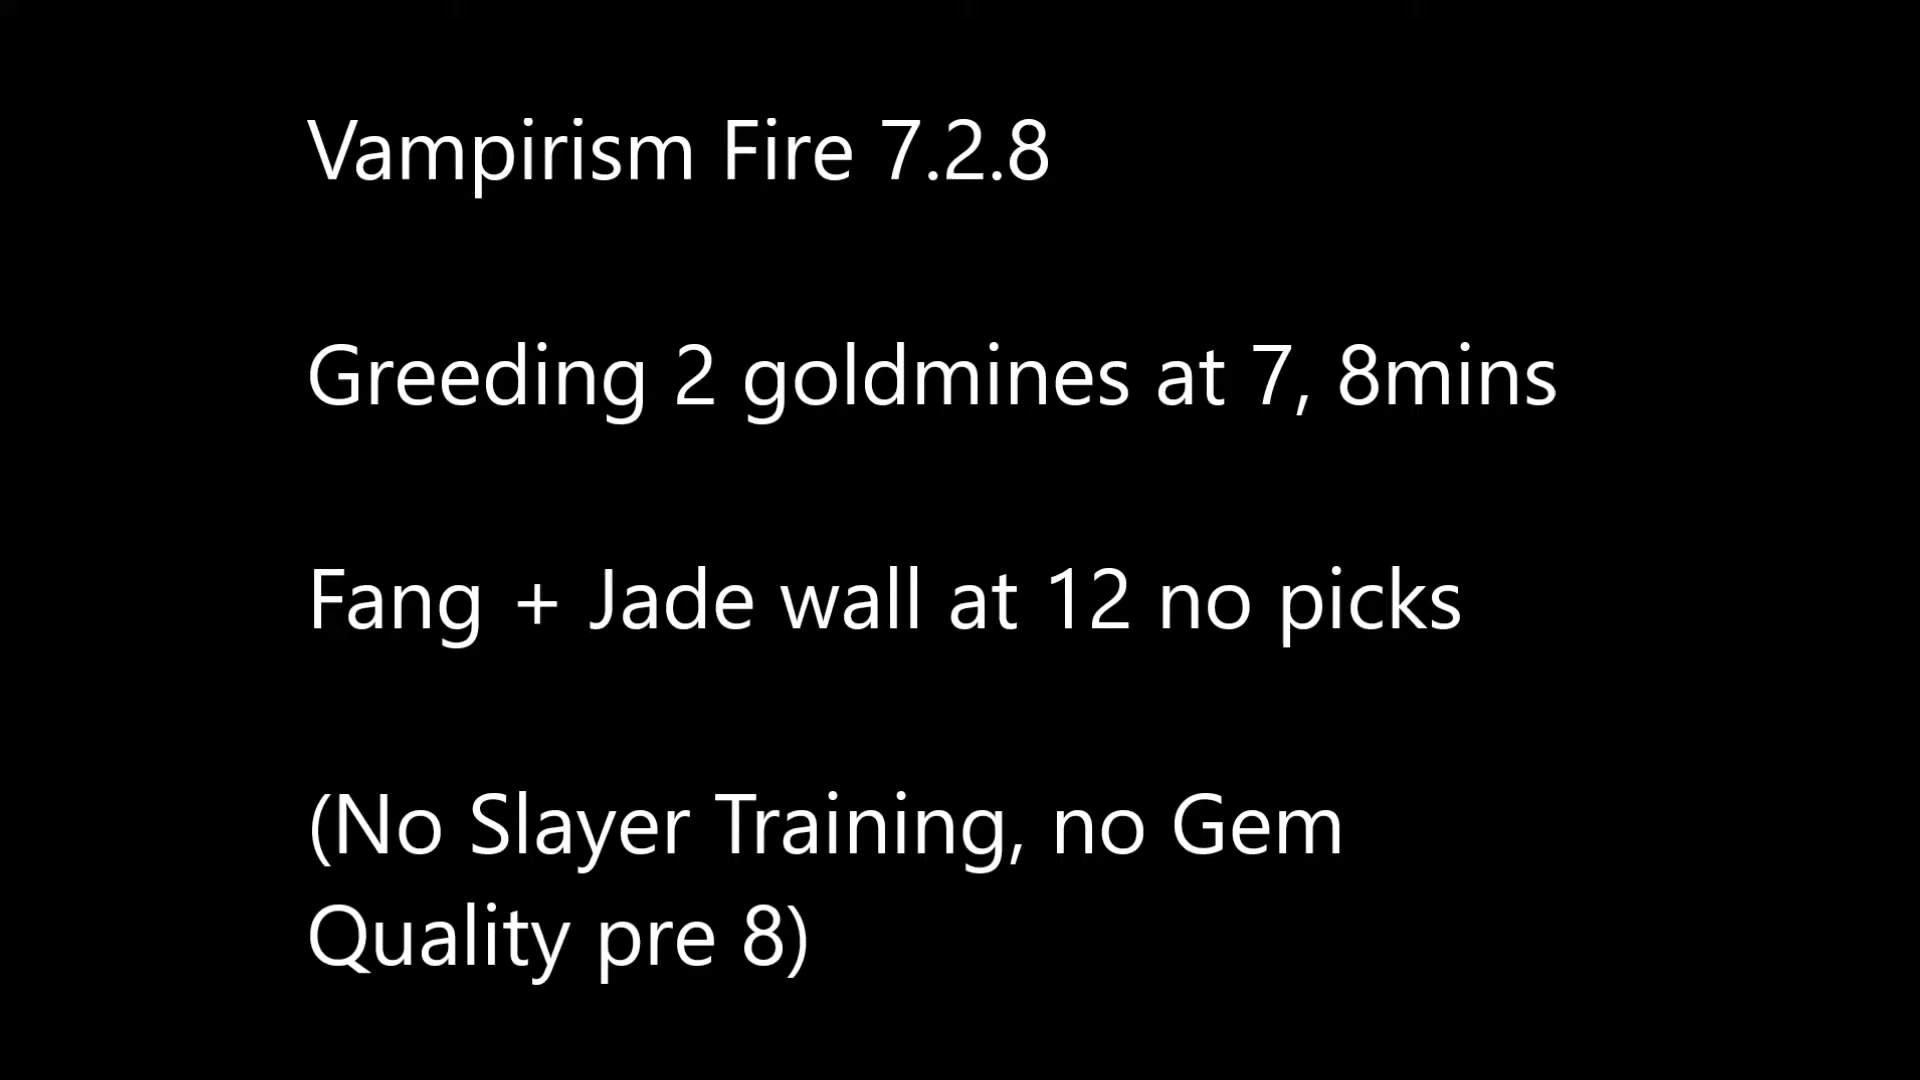 Vampirism Fire 7.2.8
Greeding 2 goldmines at 7, 8mins
Fang + Jade wall at 12 no picks
(No Slayer Training, no Gem
Quality pre 8)